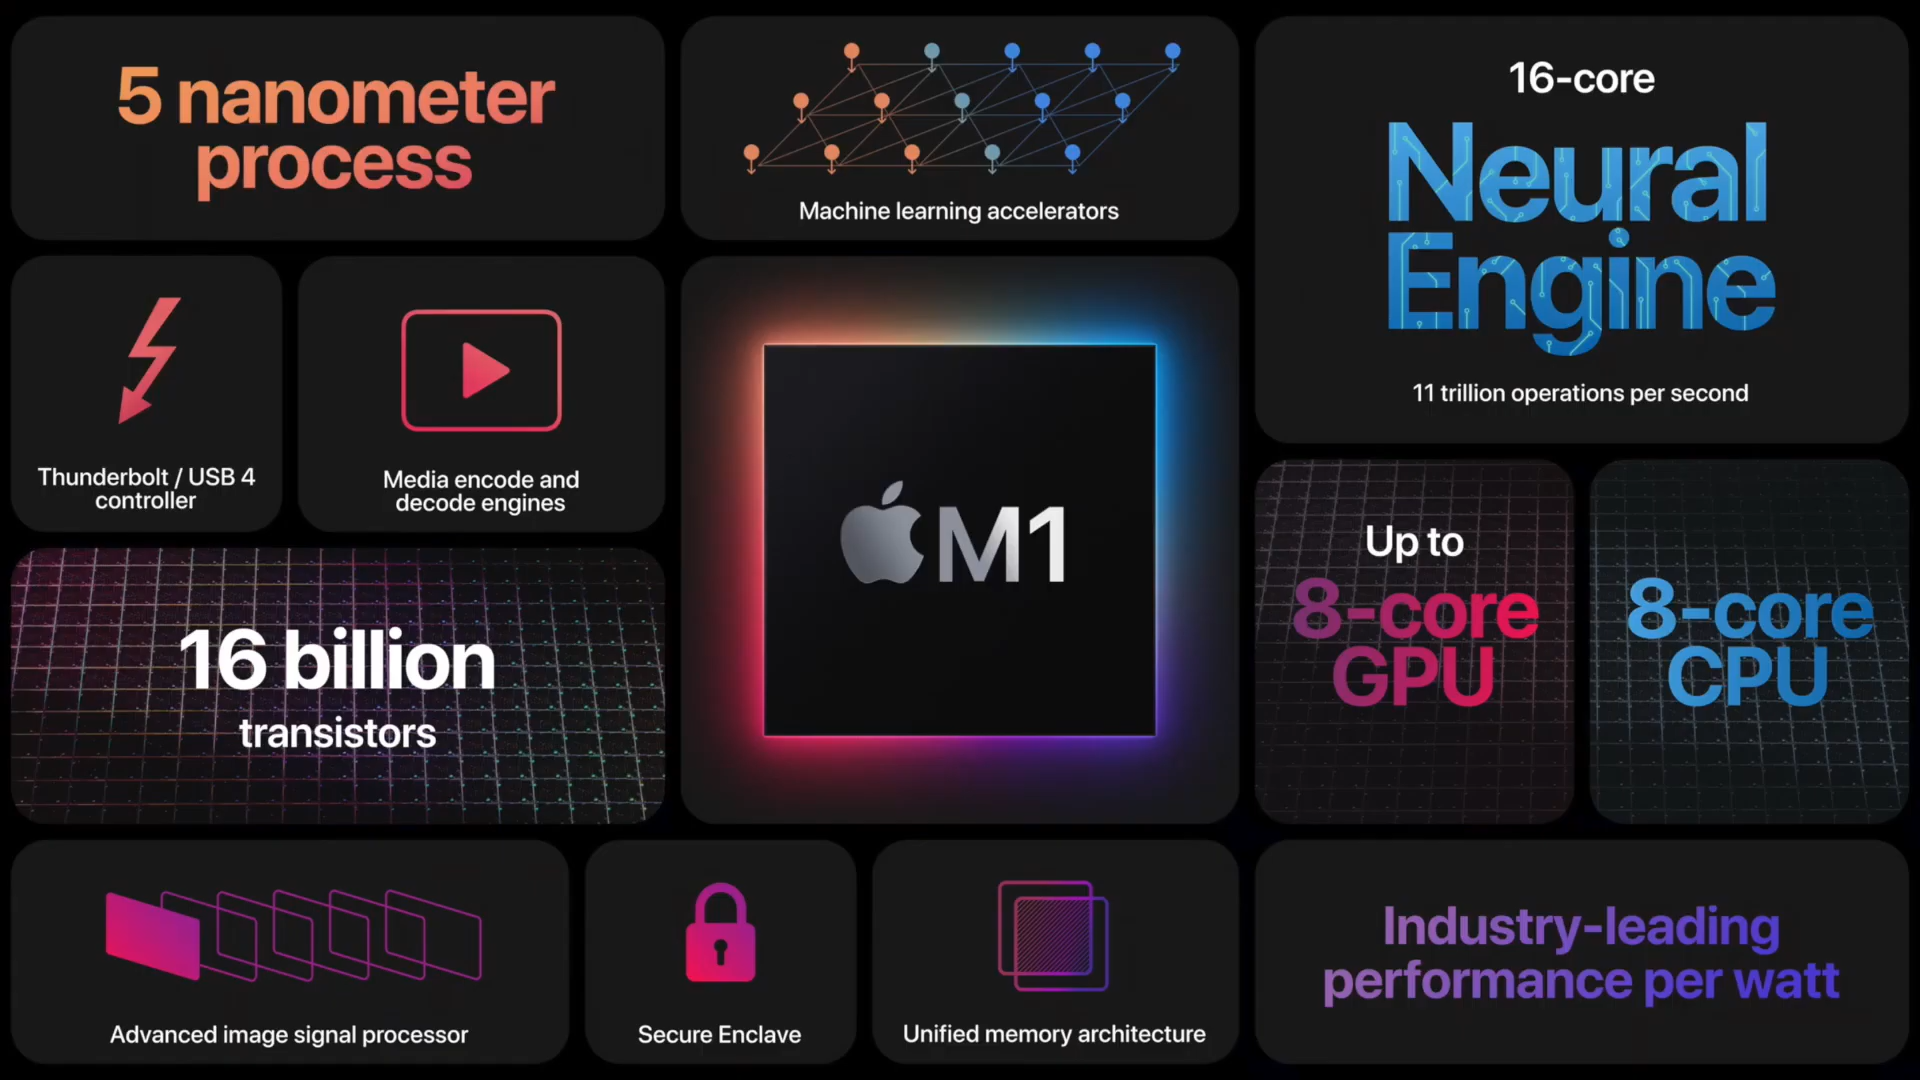 5 nanometer
process
Machine learning accelerators
16-core
Neural
Engine
11 trillion operations per second
Thunderbolt / USB 4
controller
Media encode and
decode engines
M1
Up to
8-core
GPU
8-core
CPU
16 billion
transistors
Advanced image signal processor
Secure Enclave
Unified memory architecture
Industry-leading
performance per watt